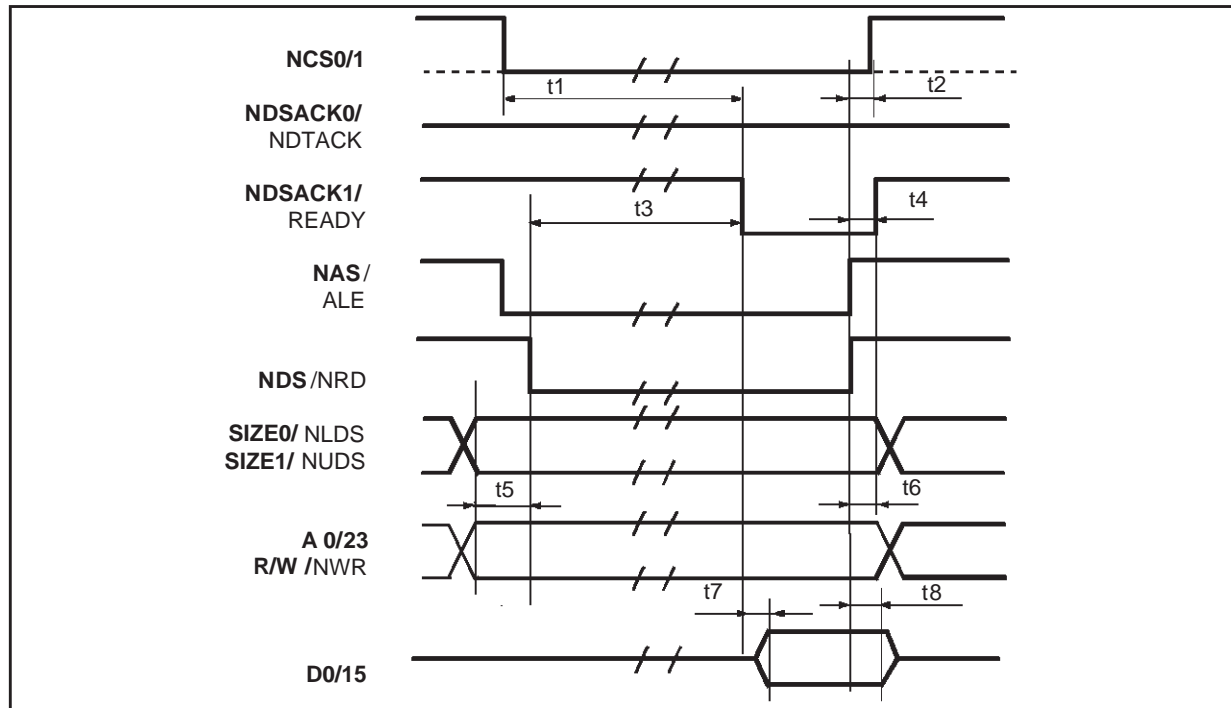 NCS0/1
t1
t2
NDSACK0/
NDTACK
NDSACK1/
READY
t3
t4
NAS/
ALE
NDS /NRD
SIZE0/ NLDS
SIZE1/ NUDS
t5
t6
A 0/23
R/W /NWR
t7
t8
D0/15